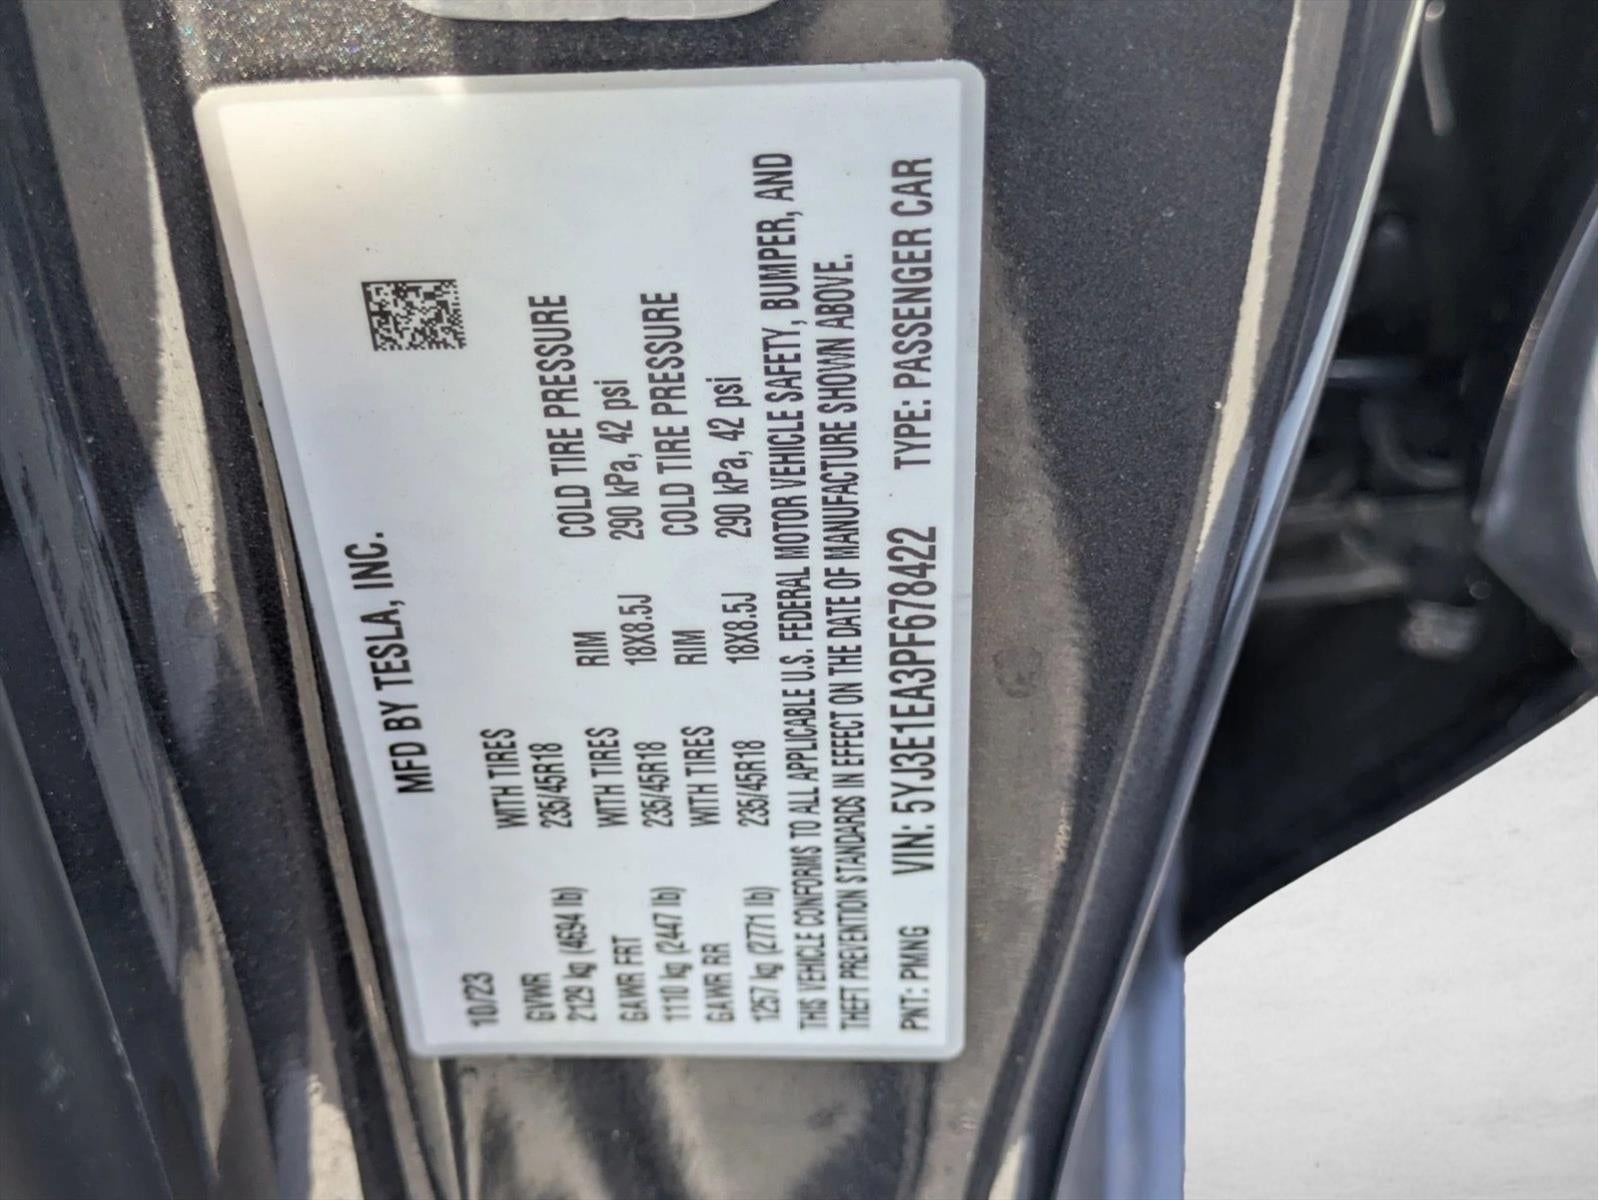 MFD BY TESLA, INC.
10/23
GVWR WITH TIRES
2129 kg (4694 lb) 235/45R18 RIM COLD TIRE PRESSURE
GAWR FRT WITH TIRES 18X8.5J 290 kPa, 42 psi
1110 kg (2447 lb) 235/45R18 RIM COLD TIRE PRESSURE
GAWR RR WITH TIRES 18X8.5J 290 kPa, 42 psi
1257 kg (2771 lb) 235/45R18
THIS VEHICLE CONFORMS TO ALL APPLICABLE U.S. FEDERAL MOTOR VEHICLE SAFETY, BUMPER, AND
THEFT PREVENTION STANDARDS IN EFFECT ON THE DATE OF MANUFACTURE SHOWN ABOVE.
PNT: PMNG VIN: 5YJ3E1EA3PF678422 TYPE: PASSENGER CAR